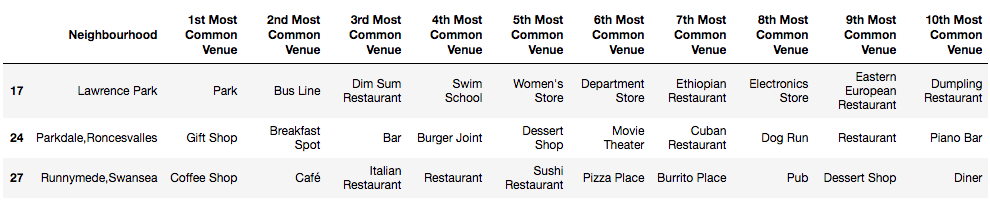 Neighbourhood 1st Most Common Venue 2nd Most Common Venue 3rd Most Common Venue 4th Most Common Venue 5th Most Common Venue 6th Most Common Venue 7th Most Common Venue 8th Most Common Venue 9th Most Common Venue 10th Most Common Venue
17 Lawrence Park Park Bus Line Dim Sum Restaurant Swim School Women's Store Department Store Ethiopian Restaurant Electronics Store Eastern European Restaurant Dumpling Restaurant
24 Parkdale,Roncesvalles Gift Shop Breakfast Spot Bar Burger Joint Dessert Shop Movie Theater Cuban Restaurant Dog Run Restaurant Piano Bar
27 Runnymede,Swansea Coffee Shop Café Italian Restaurant Restaurant Sushi Restaurant Pizza Place Burrito Place Pub Dessert Shop Diner